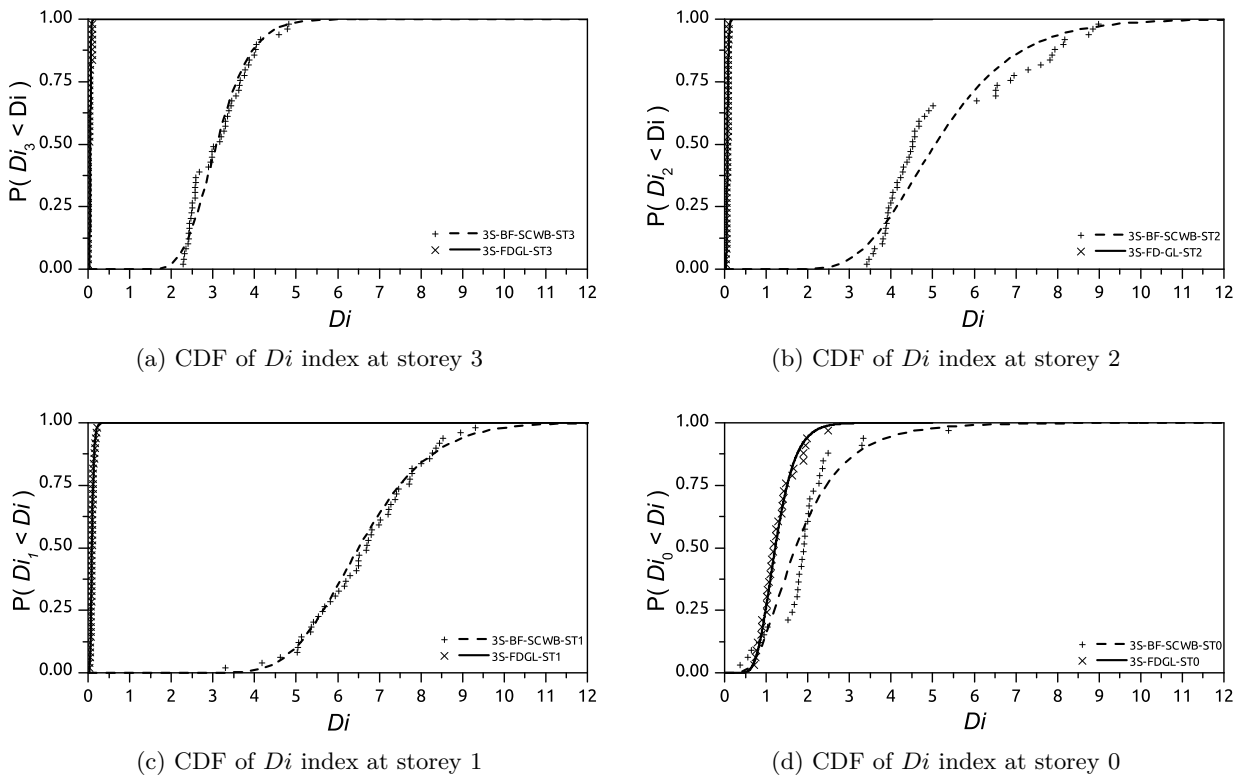 1.00
0.75
0.50
0.25
0.00
P( Di3 < Di )
3S-BF-SCWB-ST3
3S-FDGL-ST3
0 1 2 3 4 5 6 7 8 9 10 11 12
Di
(a) CDF of Di index at storey 3
1.00
0.75
0.50
0.25
0.00
P( Di2 < Di )
3S-BF-SCWB-ST2
3S-FD-GL-ST2
0 1 2 3 4 5 6 7 8 9 10 11 12
Di
(b) CDF of Di index at storey 2
1.00
0.75
0.50
0.25
0.00
P( Di1 < Di )
3S-BF-SCWB-ST1
3S-FDGL-ST1
0 1 2 3 4 5 6 7 8 9 10 11 12
Di
(c) CDF of Di index at storey 1
1.00
0.75
0.50
0.25
0.00
P( Di0 < Di )
3S-BF-SCWB-ST0
3S-FDGL-ST0
0 1 2 3 4 5 6 7 8 9 10 11 12
Di
(d) CDF of Di index at storey 0